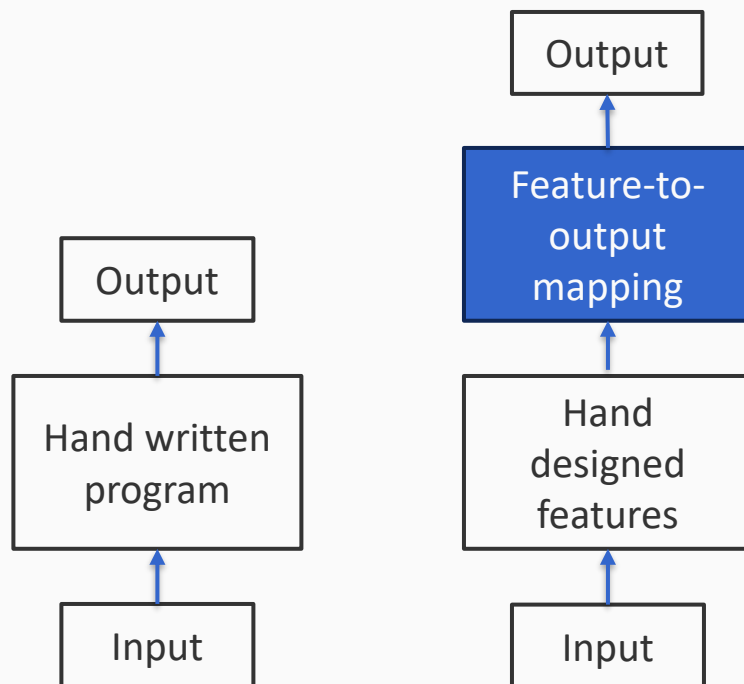 Output
Hand written
program
Input
Output
Feature-to-
output
mapping
Hand
designed
features
Input